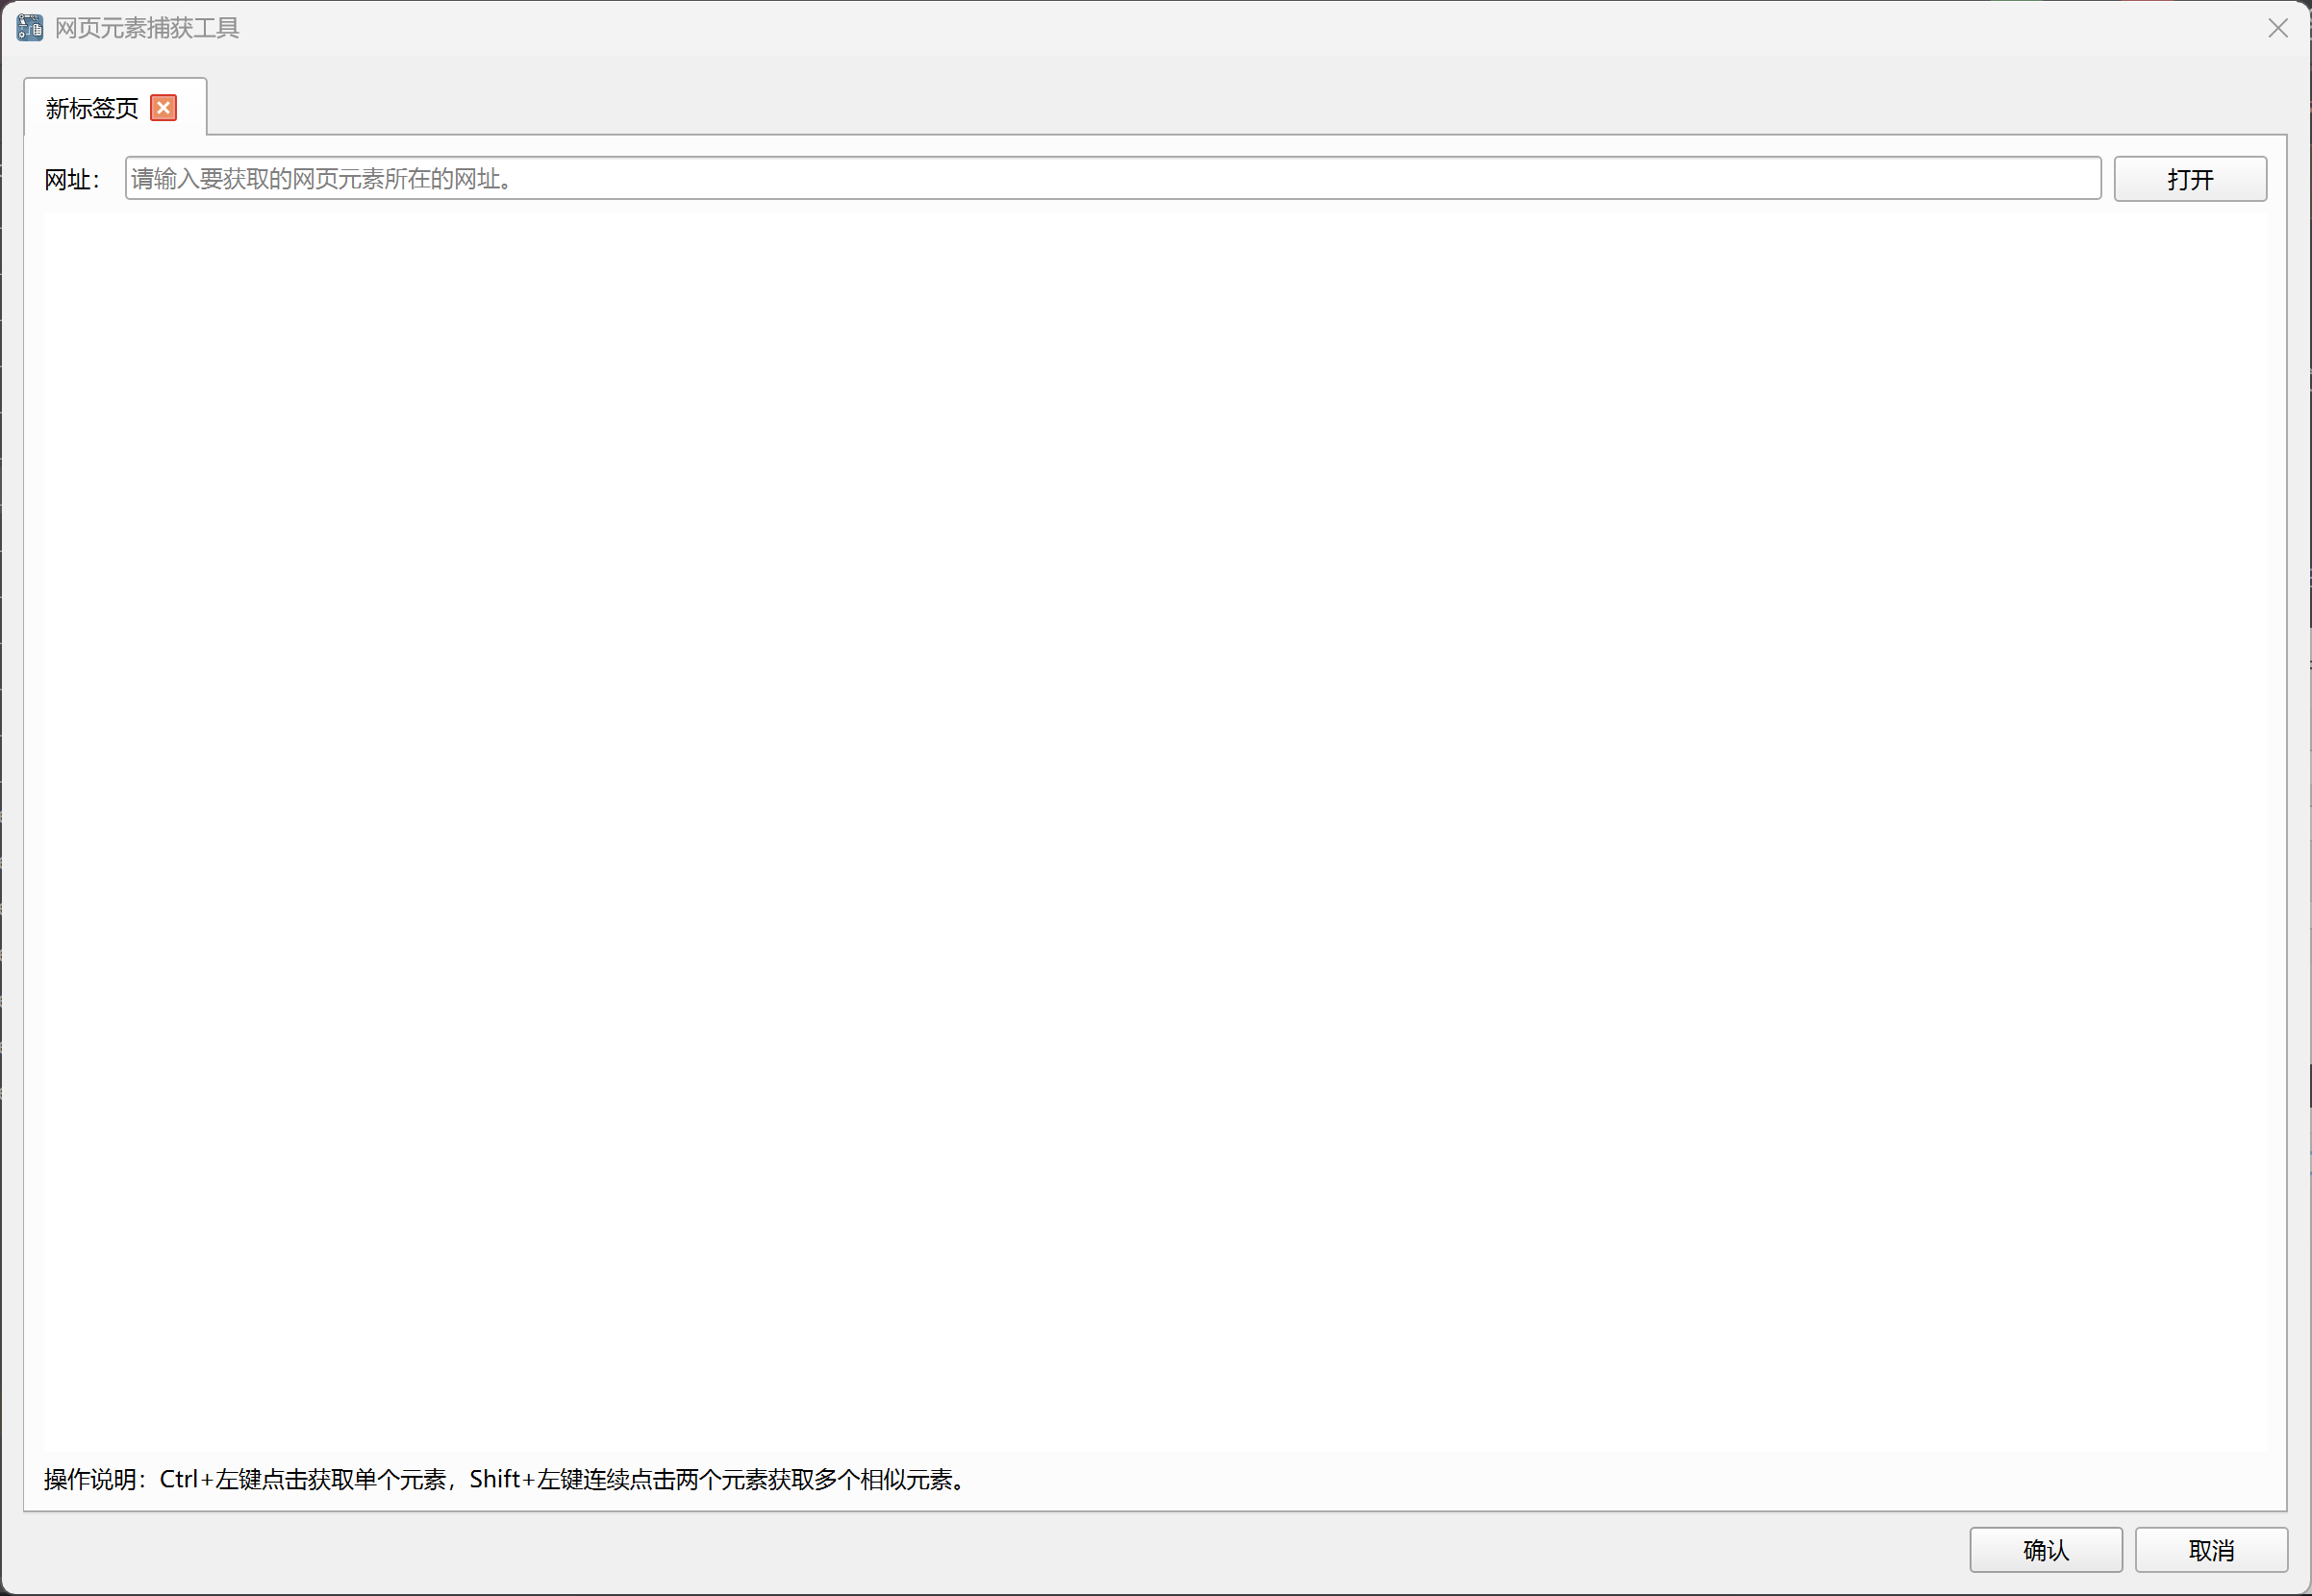 网页元素捕获工具
新标签页
网址： 请输入要获取的网页元素所在的网址。 打开
操作说明：Ctrl+左键点击获取单个元素，Shift+左键连续点击两个元素获取多个相似元素。
确认 取消